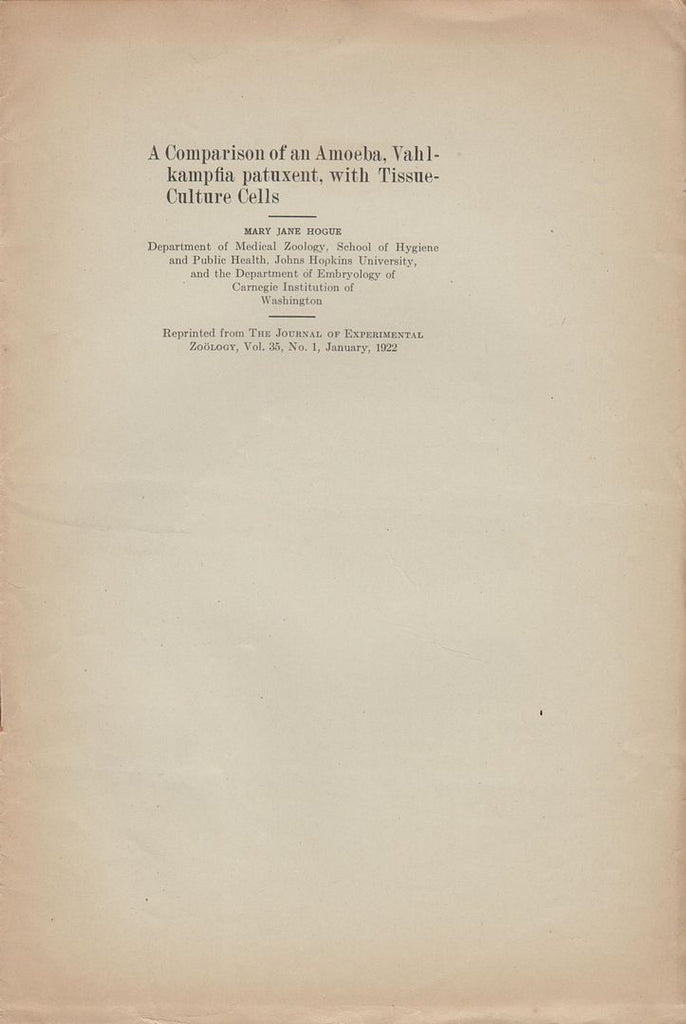 A Comparison of an Amoeba, Vahl-
kampfia patuxent, with Tissue-
Culture Cells
MARY JANE HOGUE
Department of Medical Zoology, School of Hygiene
and Public Health, Johns Hopkins University,
and the Department of Embryology of
Carnegie Institution of
Washington
Reprinted from THE JOURNAL OF EXPERIMENTAL
ZOÖLOGY, Vol. 35, No. 1, January, 1922